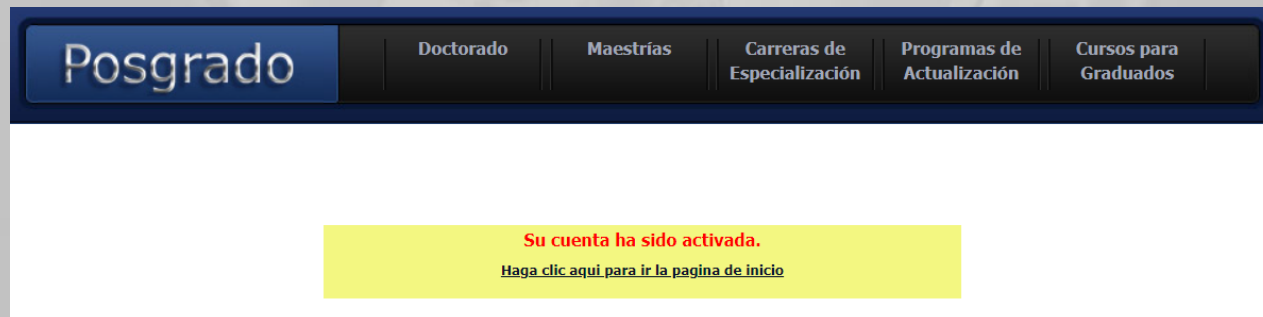 Posgrado
Doctorado
Maestrías
Carreras de
Especialización
Programas de
Actualización
Cursos para
Graduados
Su cuenta ha sido activada.
Haga clic aqui para ir la pagina de inicio